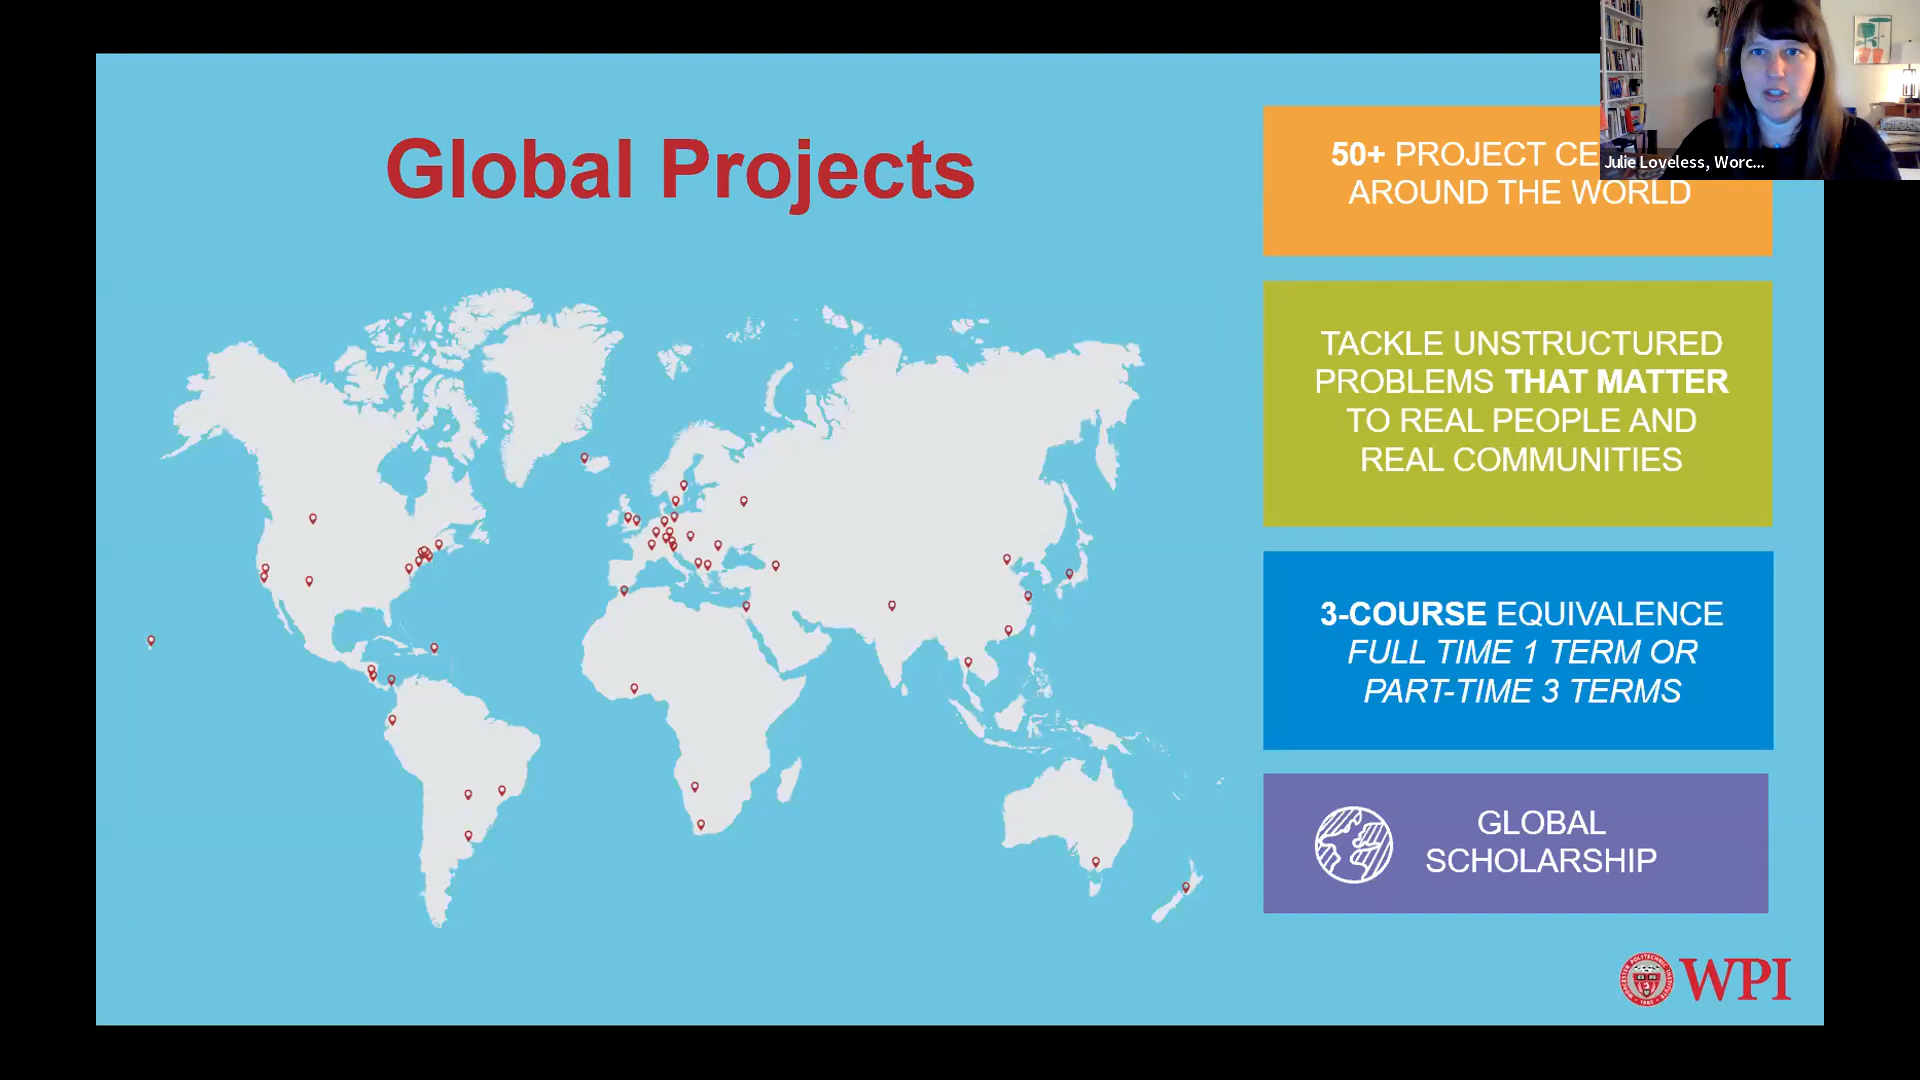 Global Projects
50+ PROJECT CE
AROUND THE WORLD
Julie Loveless, Worc...
TACKLE UNSTRUCTURED
PROBLEMS THAT MATTER
TO REAL PEOPLE AND
REAL COMMUNITIES
3-COURSE EQUIVALENCE
FULL TIME 1 TERM OR
PART-TIME 3 TERMS
GLOBAL
SCHOLARSHIP
WPI